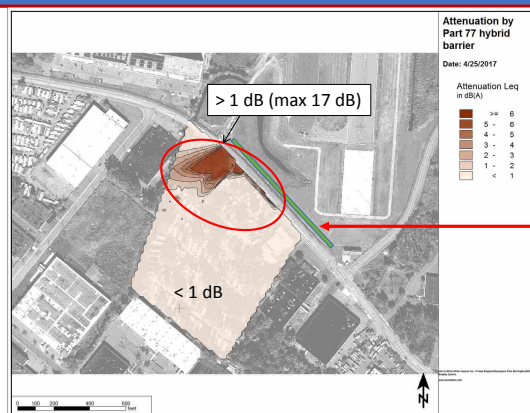 Attenuation by
Part 77 hybrid
barrier
Date: 4/25/2017
Attenuation Leq
in dB(A)
>= 6
5 - 6
4 - 5
3 - 4
2 - 3
1 - 2
< 1
> 1 dB (max 17 dB)
< 1 dB
0 100 200 400 600
feet
N